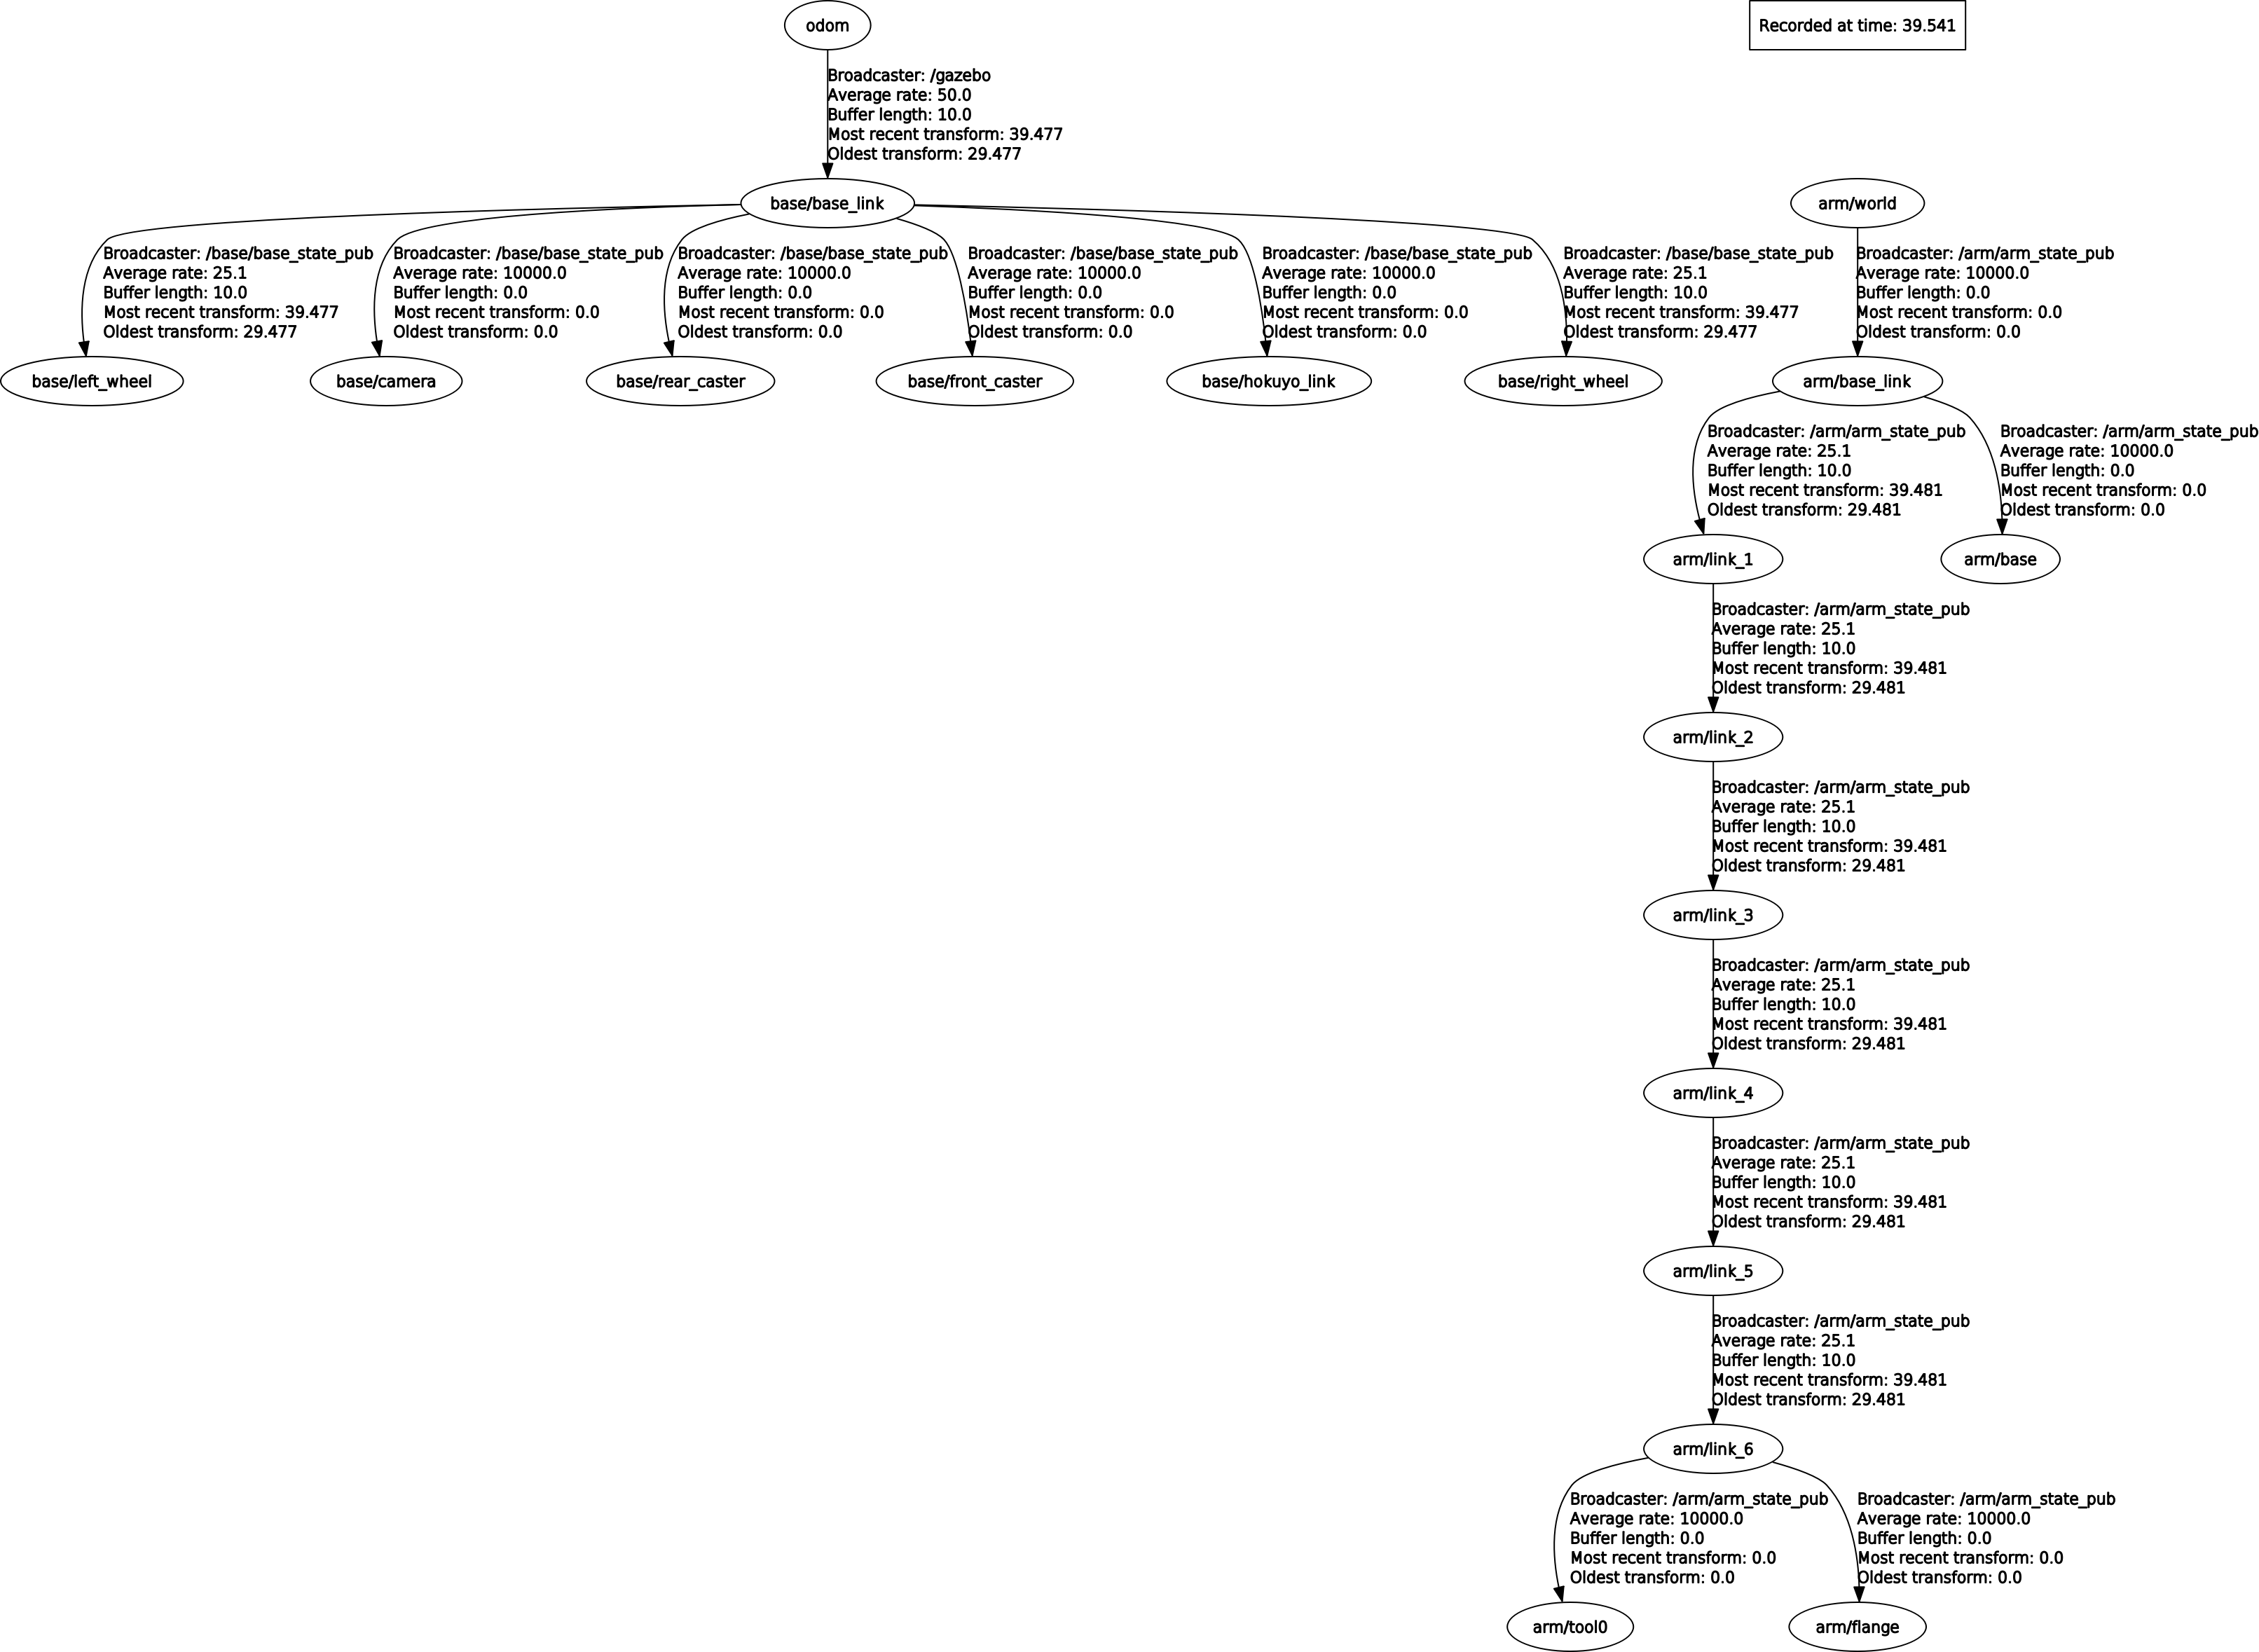 odom
Recorded at time: 39.541
Broadcaster: /gazebo
Average rate: 50.0
Buffer length: 10.0
Most recent transform: 39.477
Oldest transform: 29.477
base/base_link
arm/world
Broadcaster: /base/base_state_pub
Average rate: 25.1
Buffer length: 10.0
Most recent transform: 39.477
Oldest transform: 29.477
Broadcaster: /base/base_state_pub
Average rate: 10000.0
Buffer length: 0.0
Most recent transform: 0.0
Oldest transform: 0.0
Broadcaster: /base/base_state_pub
Average rate: 10000.0
Buffer length: 0.0
Most recent transform: 0.0
Oldest transform: 0.0
Broadcaster: /base/base_state_pub
Average rate: 10000.0
Buffer length: 0.0
Most recent transform: 0.0
Oldest transform: 0.0
Broadcaster: /base/base_state_pub
Average rate: 10000.0
Buffer length: 0.0
Most recent transform: 0.0
Oldest transform: 0.0
Broadcaster: /base/base_state_pub
Average rate: 25.1
Buffer length: 10.0
Most recent transform: 39.477
Oldest transform: 29.477
Broadcaster: /arm/arm_state_pub
Average rate: 10000.0
Buffer length: 0.0
Most recent transform: 0.0
Oldest transform: 0.0
base/left_wheel
base/camera
base/rear_caster
base/front_caster
base/hokuyo_link
base/right_wheel
arm/base_link
Broadcaster: /arm/arm_state_pub
Average rate: 25.1
Buffer length: 10.0
Most recent transform: 39.481
Oldest transform: 29.481
Broadcaster: /arm/arm_state_pub
Average rate: 10000.0
Buffer length: 0.0
Most recent transform: 0.0
Oldest transform: 0.0
arm/link_1
arm/base
Broadcaster: /arm/arm_state_pub
Average rate: 25.1
Buffer length: 10.0
Most recent transform: 39.481
Oldest transform: 29.481
arm/link_2
Broadcaster: /arm/arm_state_pub
Average rate: 25.1
Buffer length: 10.0
Most recent transform: 39.481
Oldest transform: 29.481
arm/link_3
Broadcaster: /arm/arm_state_pub
Average rate: 25.1
Buffer length: 10.0
Most recent transform: 39.481
Oldest transform: 29.481
arm/link_4
Broadcaster: /arm/arm_state_pub
Average rate: 25.1
Buffer length: 10.0
Most recent transform: 39.481
Oldest transform: 29.481
arm/link_5
Broadcaster: /arm/arm_state_pub
Average rate: 25.1
Buffer length: 10.0
Most recent transform: 39.481
Oldest transform: 29.481
arm/link_6
Broadcaster: /arm/arm_state_pub
Average rate: 10000.0
Buffer length: 0.0
Most recent transform: 0.0
Oldest transform: 0.0
Broadcaster: /arm/arm_state_pub
Average rate: 10000.0
Buffer length: 0.0
Most recent transform: 0.0
Oldest transform: 0.0
arm/tool0
arm/flange